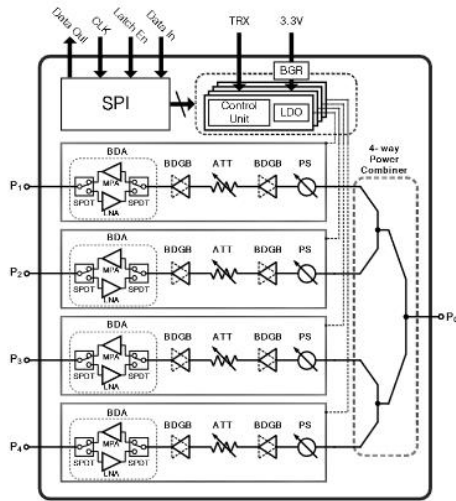 Data Out
CLK
Latch En
Data In
TRX
3.3V
BGR
SPI
Control
Unit
LDO
4- way
Power
Combiner
BDA
BDGB ATT BDGB PS
P1
MPA
SPDT SPDT
LNA
BDA
BDGB ATT BDGB PS
P2
MPA
SPDT SPDT
LNA
P0
BDA
BDGB ATT BDGB PS
P3
MPA
SPDT SPDT
LNA
BDA
BDGB ATT BDGB PS
P4
MPA
SPDT SPDT
LNA